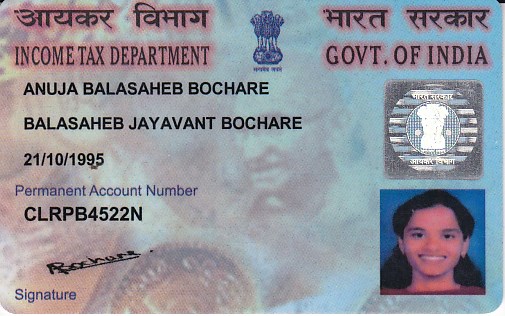 आयकर विभाग
भारत सरकार
INCOME TAX DEPARTMENT
GOVT. OF INDIA
सत्यमेव जयते
ANUJA BALASAHEB BOCHARE
BALASAHEB JAYAVANT BOCHARE
21/10/1995
Permanent Account Number
CLRPB4522N
Bochare
Signature
भारत सरकार
आयकर विभाग